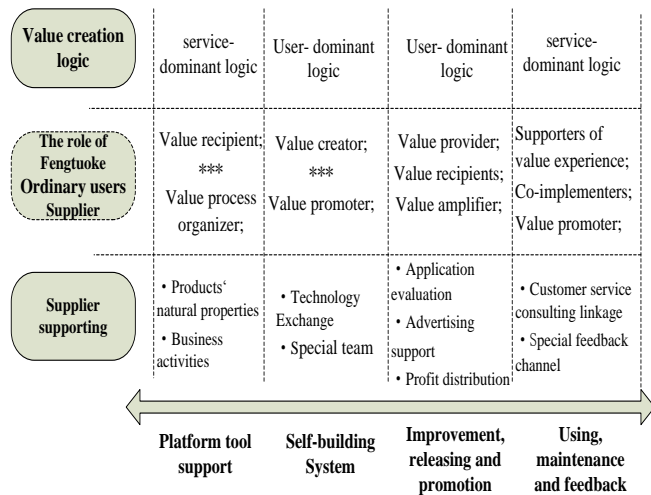 Value creation
logic
service-
dominant logic
User- dominant
logic
User- dominant
logic
service-
dominant logic
The role of
Fengtuoke
Ordinary users
Supplier
Value recipient;
***
Value process
organizer;
Value creator;
***
Value promoter;
Value provider;
Value recipients;
Value amplifier;
Supporters of
value experience;
Co-implementers;
Value promoter;
Supplier
supporting
• Products‘
natural properties
• Business
activities
• Technology
Exchange
• Special team
• Application
evaluation
• Advertising
support
• Profit distribution
• Customer service
consulting linkage
• Special feedback
channel
Platform tool
support
Self-building
System
Improvement,
releasing and
promotion
Using,
maintenance
and feedback